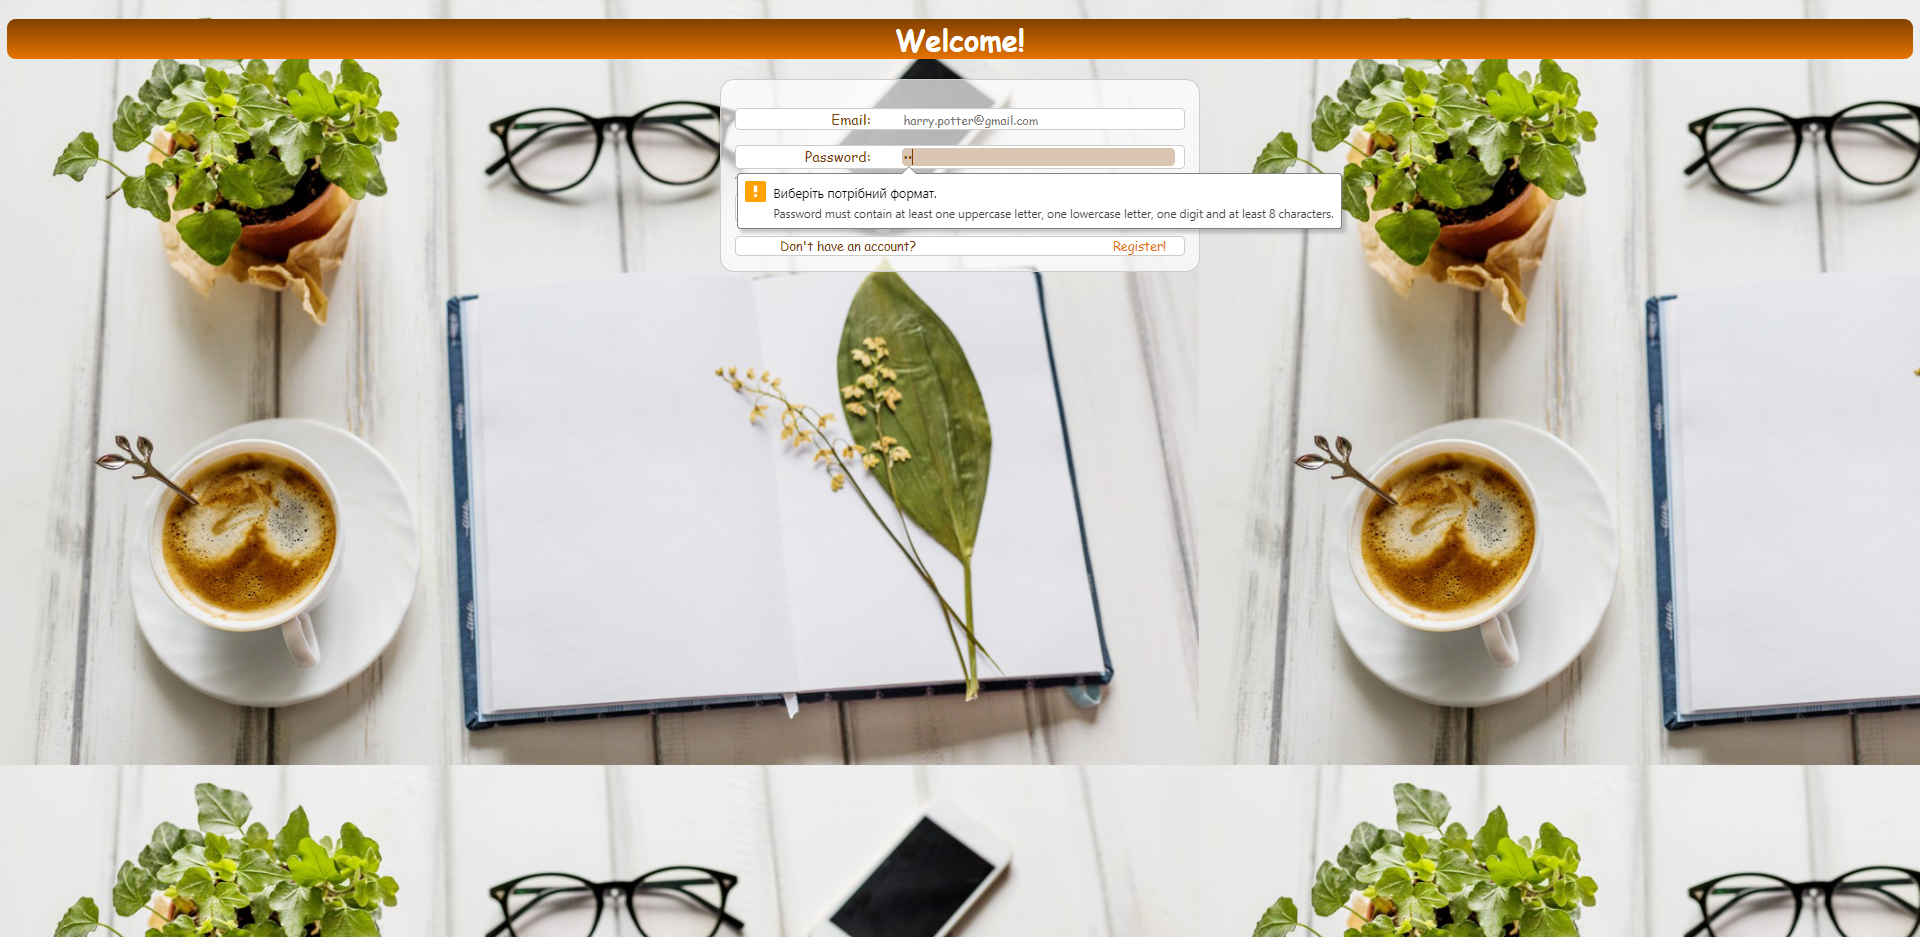 Welcome!
Email: harry.potter@gmail.com
Password: ••
Виберіть потрібний формат.
Password must contain at least one uppercase letter, one lowercase letter, one digit and at least 8 characters.
Don't have an account? Register!